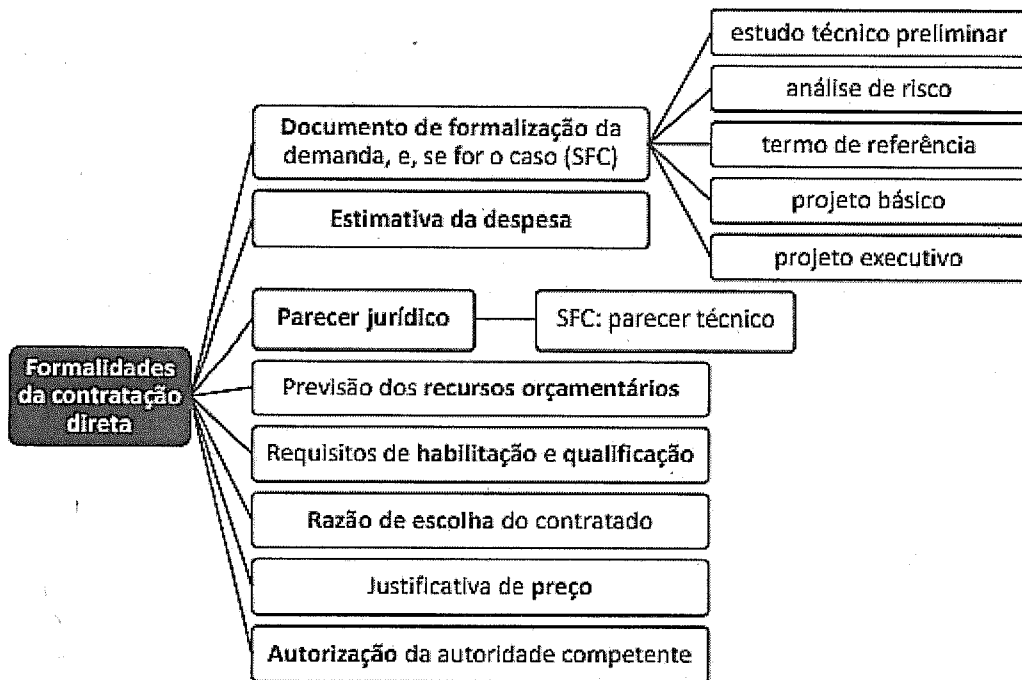 Formalidades
da contratação
direta
Documento de formalização da
demanda, e, se for o caso (SFC)
estudo técnico preliminar
análise de risco
termo de referência
projeto básico
projeto executivo
Estimativa da despesa
Parecer jurídico
SFC: parecer técnico
Previsão dos recursos orçamentários
Requisitos de habilitação e qualificação
Razão de escolha do contratado
Justificativa de preço
Autorização da autoridade competente